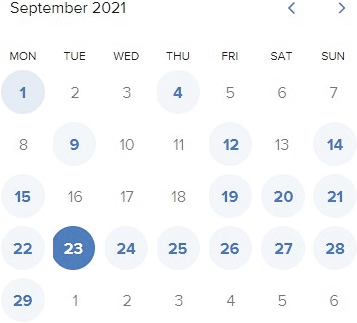 September 2021
MON TUE WED THU FRI SAT SUN
1 2 3 4 5 6 7
8 9 10 11 12 13 14
15 16 17 18 19 20 21
22 23 24 25 26 27 28
29 1 2 3 4 5 6